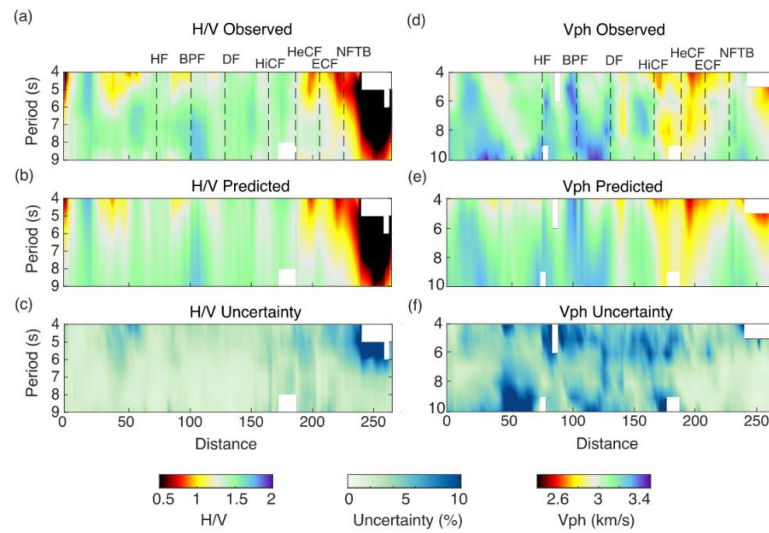 (a)
H/V Observed
HF BPF DF HiCF HeCF ECF NFTB
Period (s)
4
5
6
7
8
9
(b)
H/V Predicted
Period (s)
4
5
6
7
8
9
(c)
H/V Uncertainty
Period (s)
4
5
6
7
8
9
0 50 100 150 200 250
Distance
(d)
Vph Observed
HF BPF DF HiCF HeCF ECF NFTB
4
6
8
10
(e)
Vph Predicted
4
6
8
10
(f)
Vph Uncertainty
4
6
8
10
0 50 100 150 200 250
Distance
0.5 1 1.5 2
H/V
0 5 10
Uncertainty (%)
2.6 3 3.4
Vph (km/s)